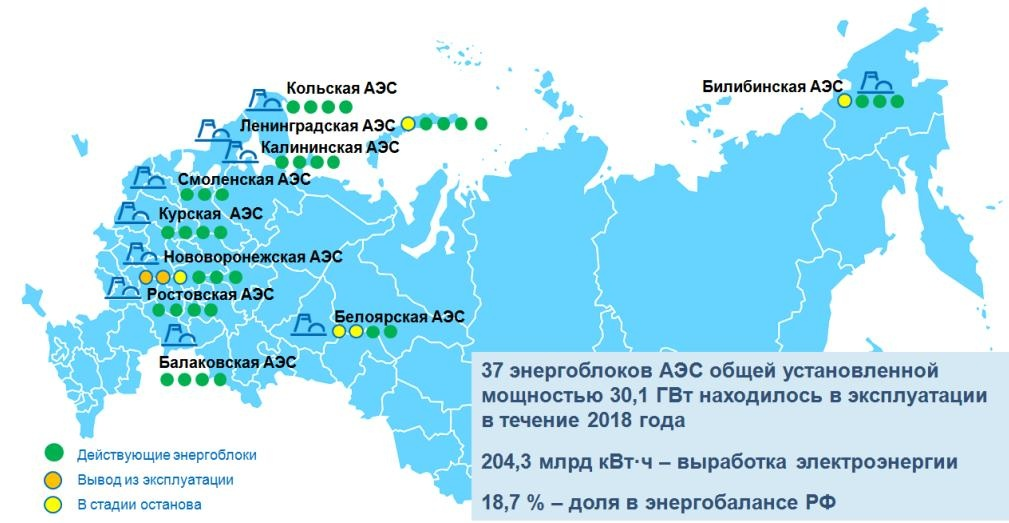 Кольская АЭС
Билибинская АЭС
Ленинградская АЭС
Калининская АЭС
Смоленская АЭС
Курская АЭС
Нововоронежская АЭС
Ростовская АЭС
Белоярская АЭС
Балаковская АЭС
37 энергоблоков АЭС общей установленной
мощностью 30,1 ГВт находилось в эксплуатации
в течение 2018 года
204,3 млрд кВт·ч – выработка электроэнергии
18,7 % – доля в энергобалансе РФ
Действующие энергоблоки
Вывод из эксплуатации
В стадии останова